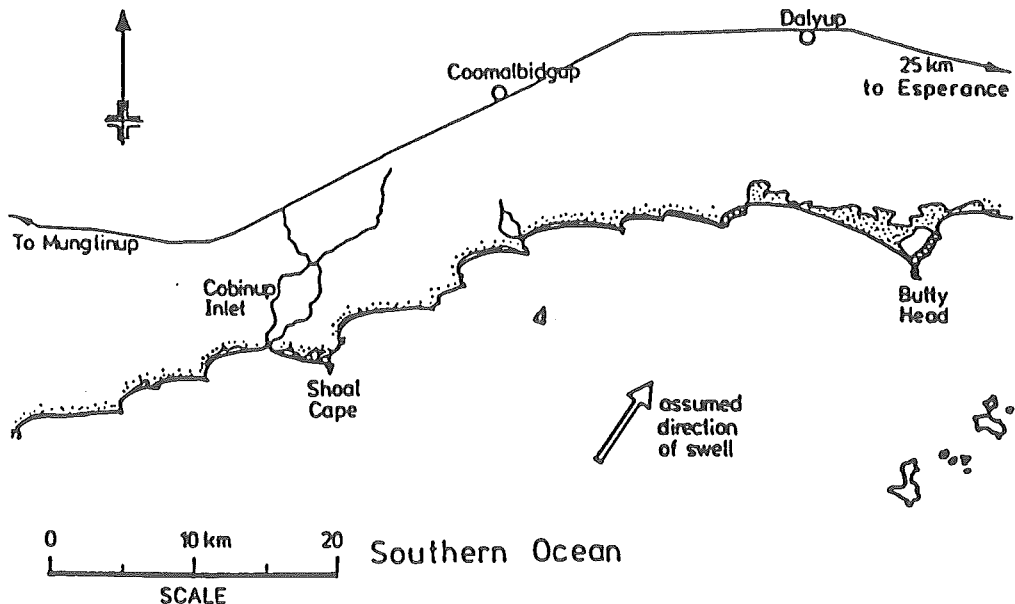 Dalyup
Coomalbidgap
25 km
to Esperance
To Munglinup
Cobinup
Inlet
Butty
Head
Shoal
Cape
assumed
direction
of swell
0 10 km 20
Southern Ocean
SCALE